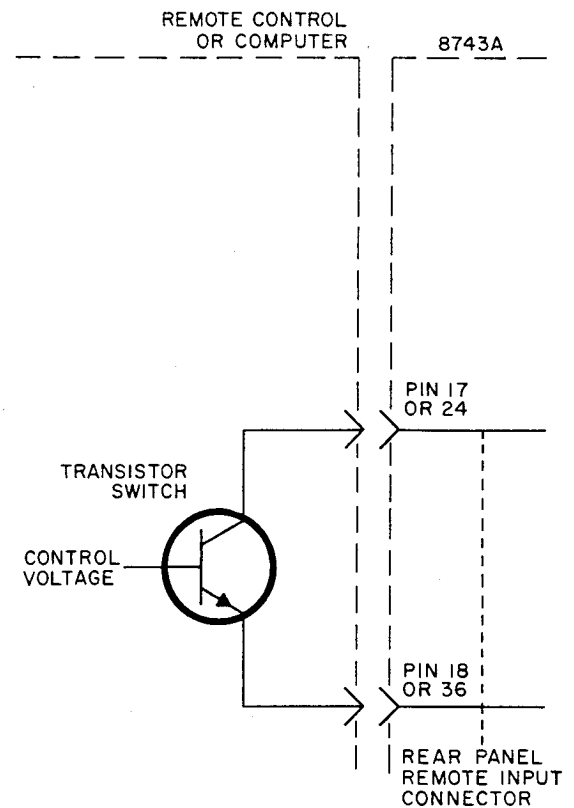 REMOTE CONTROL
OR COMPUTER
8743A
PIN 17
OR 24
TRANSISTOR
SWITCH
CONTROL
VOLTAGE
PIN 18
OR 36
REAR PANEL
REMOTE INPUT
CONNECTOR